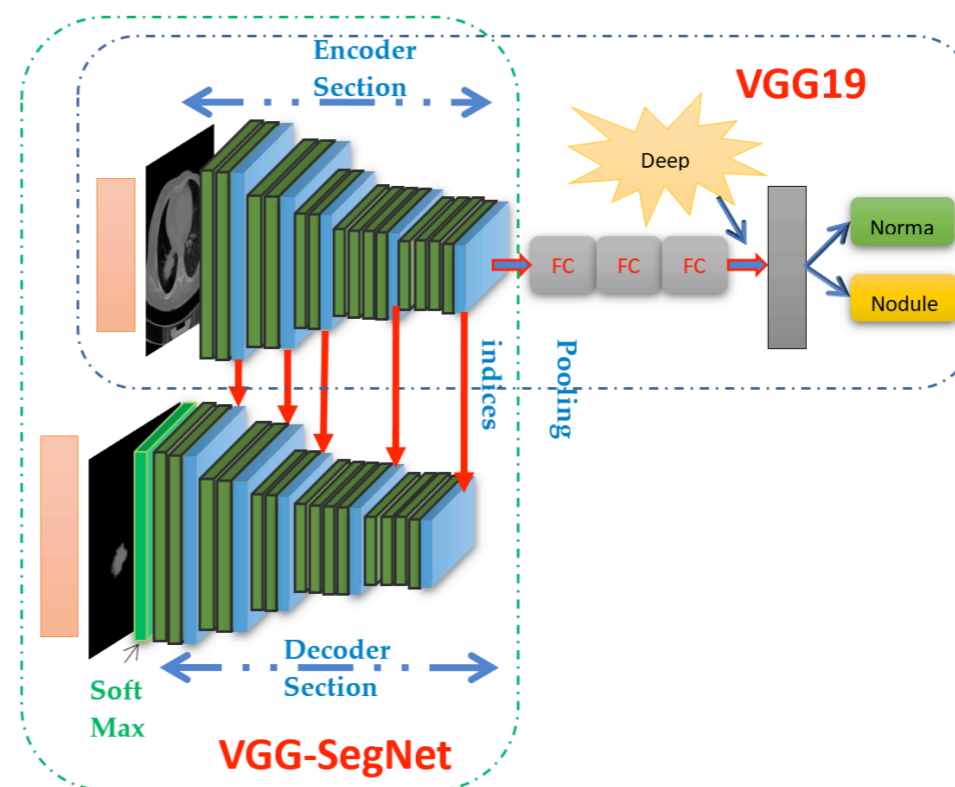 Encoder
Section
VGG19
Deep
FC
FC
FC
Norma
Nodule
Pooling
indices
Decoder
Section
Soft
Max
VGG-SegNet